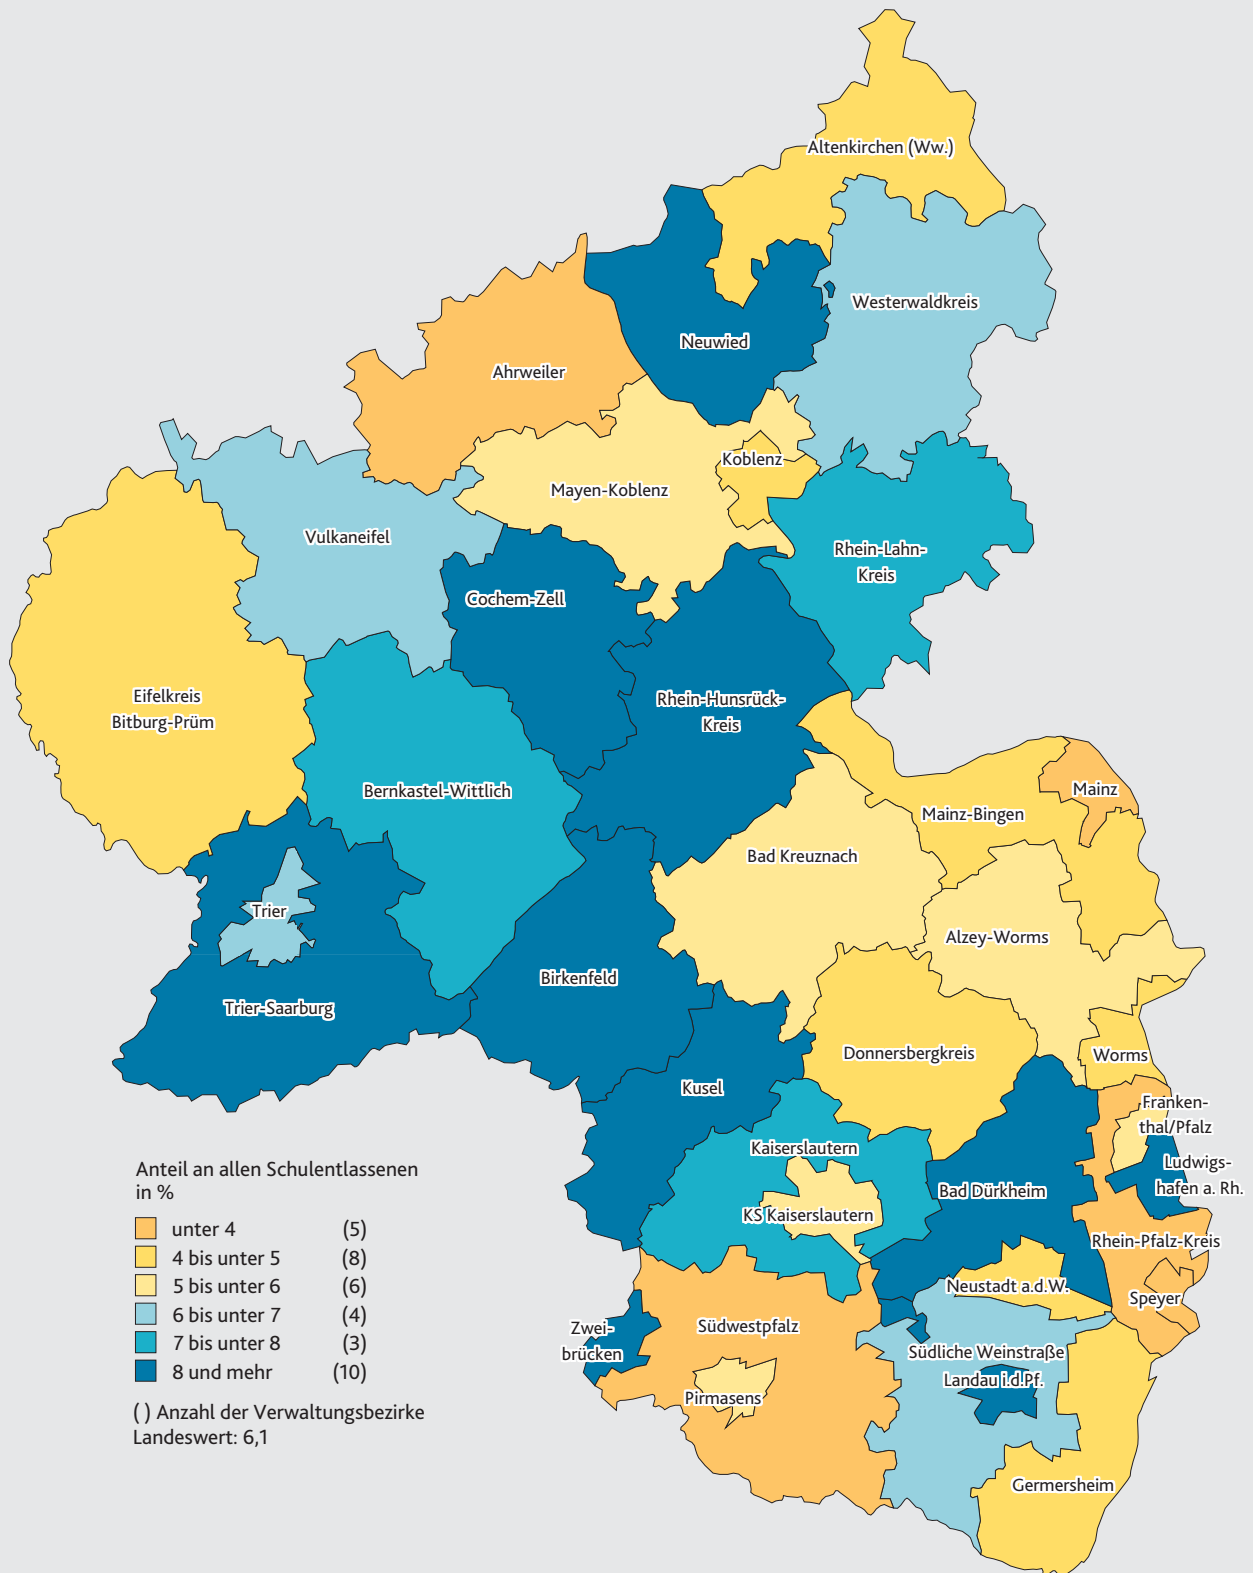 Altenkirchen (Ww.)
Westerwaldkreis
Neuwied
Ahrweiler
Koblenz
Mayen-Koblenz
Vulkaneifel
Rhein-Lahn-
Kreis
Cochem-Zell
Eifelkreis
Bitburg-Prüm
Rhein-Hunsrück-
Kreis
Bernkastel-Wittlich
Mainz
Mainz-Bingen
Bad Kreuznach
Trier
Alzey-Worms
Birkenfeld
Trier-Saarburg
Donnersbergkreis
Worms
Kusel
Franken-
thal/Pfalz
Kaiserslautern
Ludwigs-
hafen a. Rh.
Bad Dürkheim
KS Kaiserslautern
Rhein-Pfalz-Kreis
Neustadt a.d.W.
Speyer
Zwei-
brücken
Südwestpfalz
Südliche Weinstraße
Landau i.d.Pf.
Pirmasens
Germersheim
Anteil an allen Schulentlassenen
in %
unter 4 (5)
4 bis unter 5 (8)
5 bis unter 6 (6)
6 bis unter 7 (4)
7 bis unter 8 (3)
8 und mehr (10)
( ) Anzahl der Verwaltungsbezirke
Landeswert: 6,1